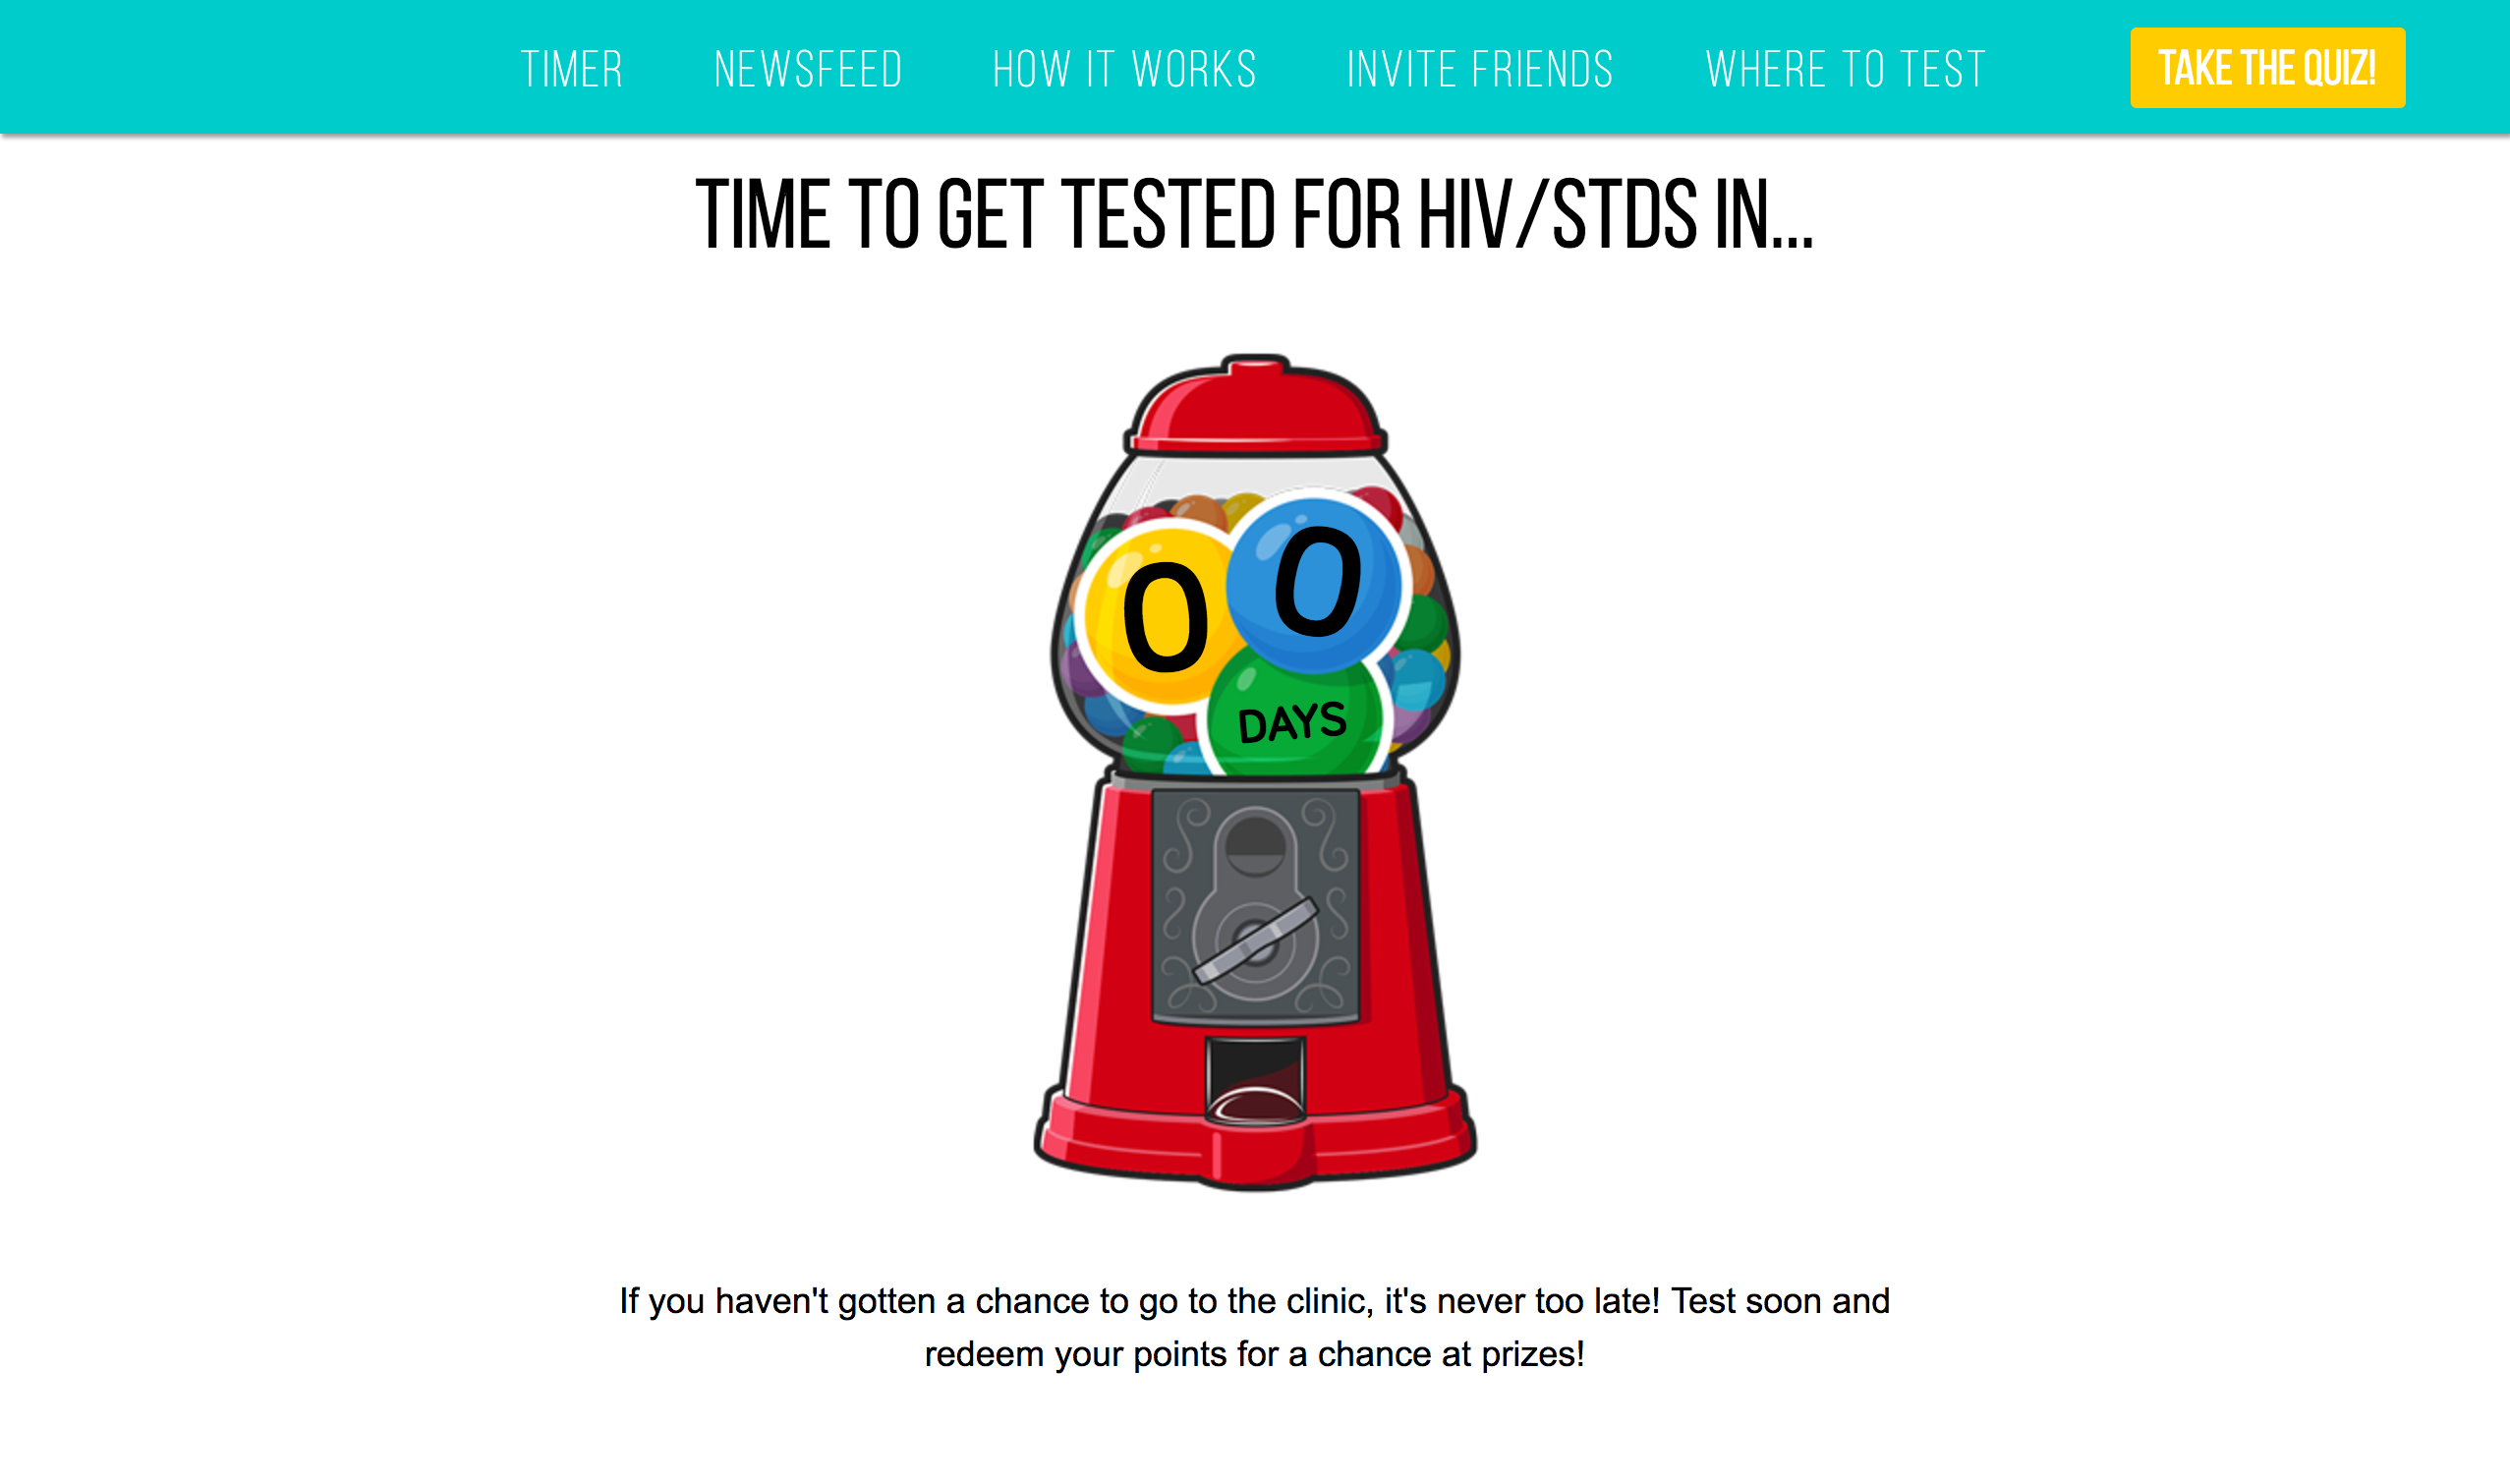 TIMER NEWSFEED HOW IT WORKS INVITE FRIENDS WHERE TO TEST TAKE THE QUIZ!
TIME TO GET TESTED FOR HIV/STDS IN...
0 0
DAYS
If you haven't gotten a chance to go to the clinic, it's never too late! Test soon and
redeem your points for a chance at prizes!